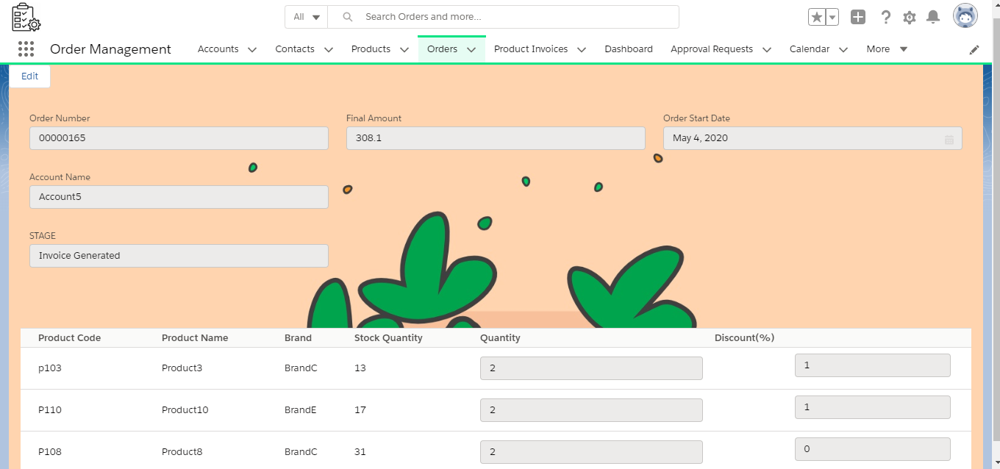 All Search Orders and more...
Order Management Accounts Contacts Products Orders Product Invoices Dashboard Approval Requests Calendar More
Edit
Order Number Final Amount Order Start Date
00000165 308.1 May 4, 2020
Account Name
Account5
STAGE
Invoice Generated
Product Code Product Name Brand Stock Quantity Quantity Discount(%)
p103 Product3 BrandC 13 2 1
P110 Product10 BrandE 17 2 1
P108 Product8 BrandC 31 2 0